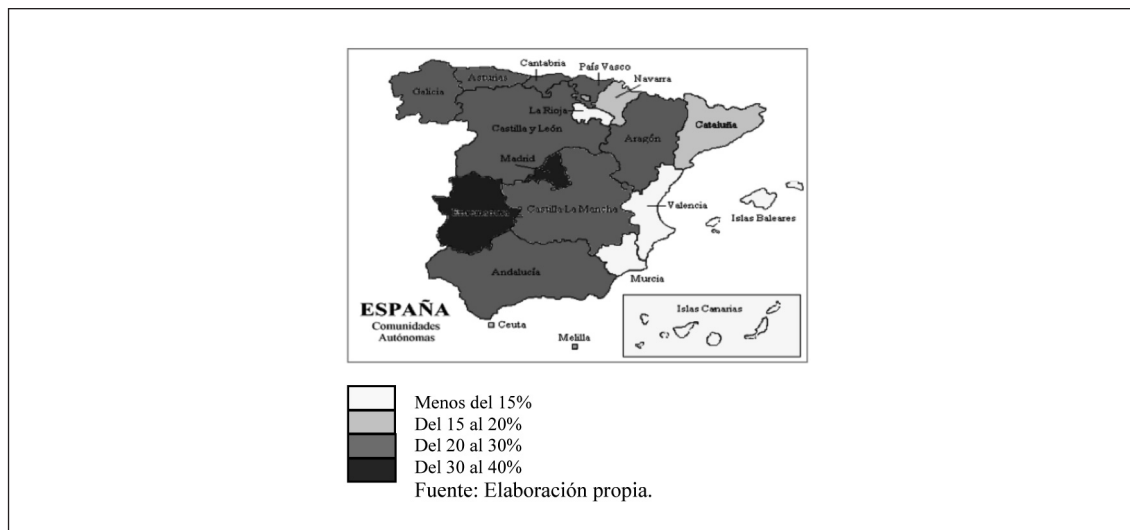 Cantabria
País Vasco
Asturias
Navarra
Galicia
La Rioja
Cataluña
Castilla y León
Aragón
Madrid
Extremadura
Castilla La Mancha
Valencia
Islas Baleares
Andalucía
Murcia
ESPAÑA
Comunidades
Autónomas
Islas Canarias
Ceuta
Melilla
Menos del 15%
Del 15 al 20%
Del 20 al 30%
Del 30 al 40%
Fuente: Elaboración propia.